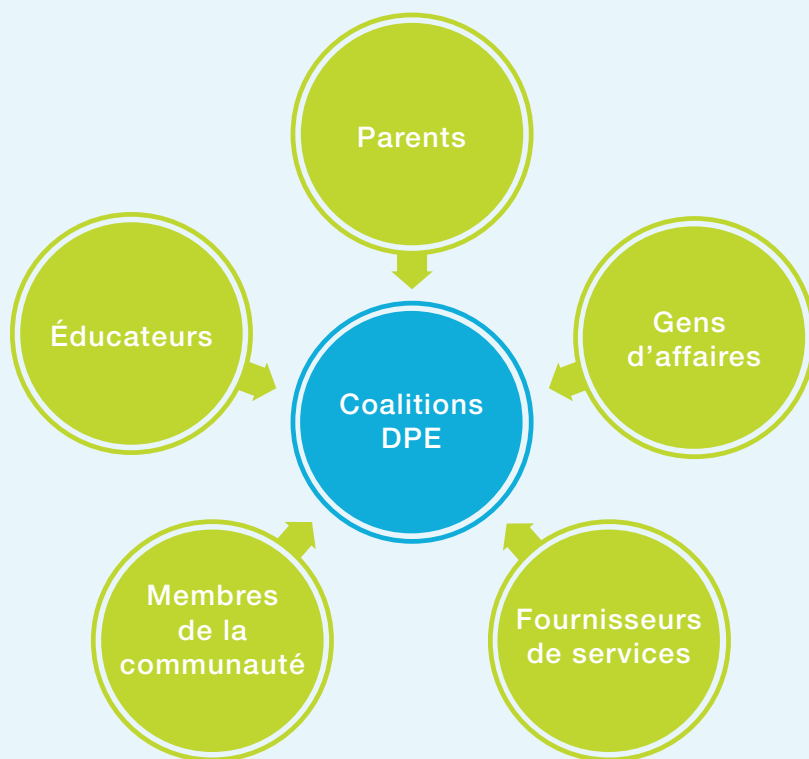 Parents
Éducateurs
Gens
d’affaires
Coalitions
DPE
Membres
de la
communauté
Fournisseurs
de services